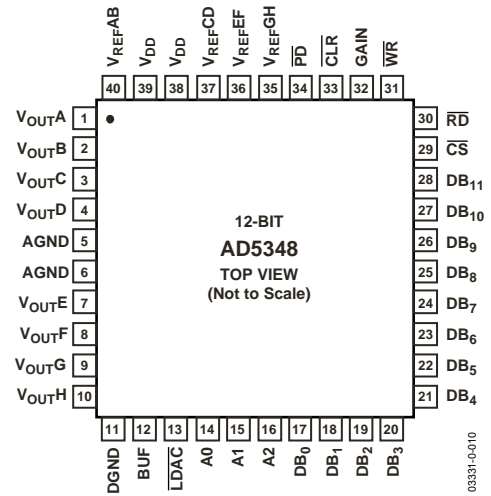 VREFAB
VDD
VDD
VREFCD
VREFEF
VREFGH
PD
CLR
GAIN
WR
40 39 38 37 36 35 34 33 32 31
VOUTA 1
VOUTB 2
VOUTC 3
VOUTD 4
AGND 5
AGND 6
VOUTE 7
VOUTF 8
VOUTG 9
VOUTH 10
12-BIT
AD5348
TOP VIEW
(Not to Scale)
30 RD
29 CS
28 DB11
27 DB10
26 DB9
25 DB8
24 DB7
23 DB6
22 DB5
21 DB4
11 12 13 14 15 16 17 18 19 20
DGND
BUF
LDAC
A0
A1
A2
DB0
DB1
DB2
DB3
03331-0-010